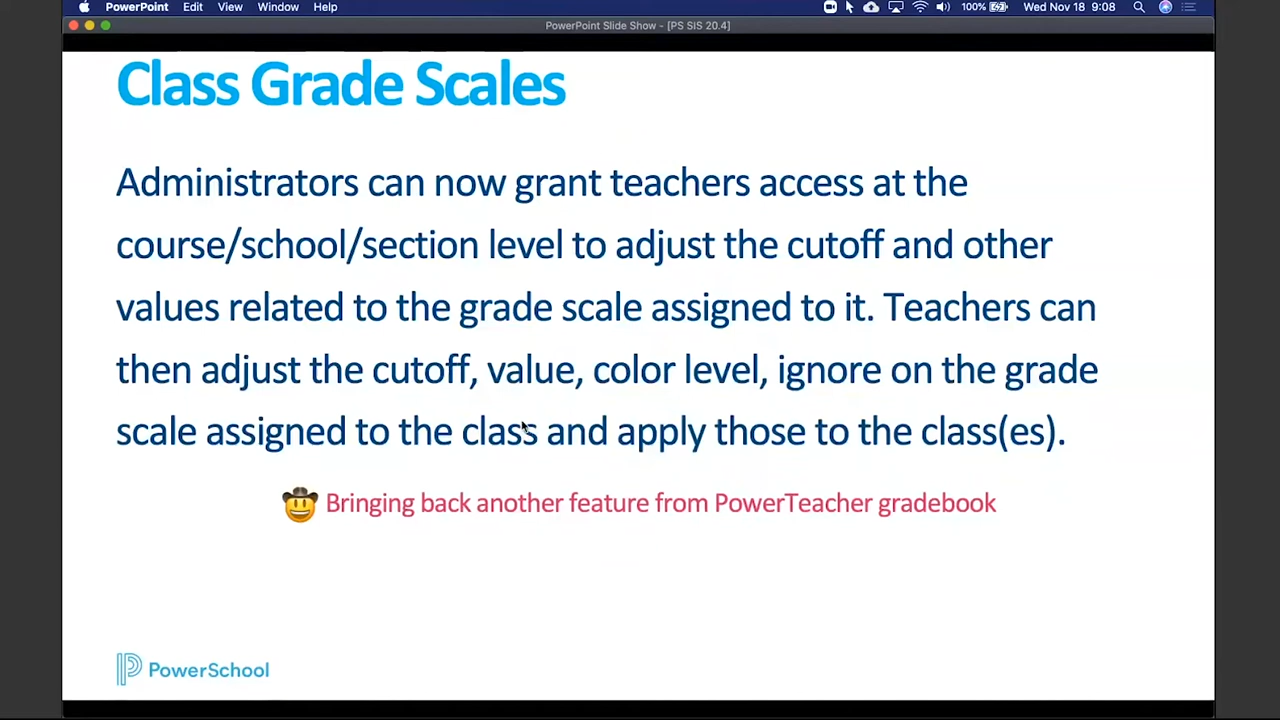 PowerPoint Edit View Window Help 100% Wed Nov 18 9:08
PowerPoint Slide Show - [PS SIS 20.4]
Class Grade Scales
Administrators can now grant teachers access at the
course/school/section level to adjust the cutoff and other
values related to the grade scale assigned to it. Teachers can
then adjust the cutoff, value, color level, ignore on the grade
scale assigned to the class and apply those to the class(es).
🤠 Bringing back another feature from PowerTeacher gradebook
PowerSchool